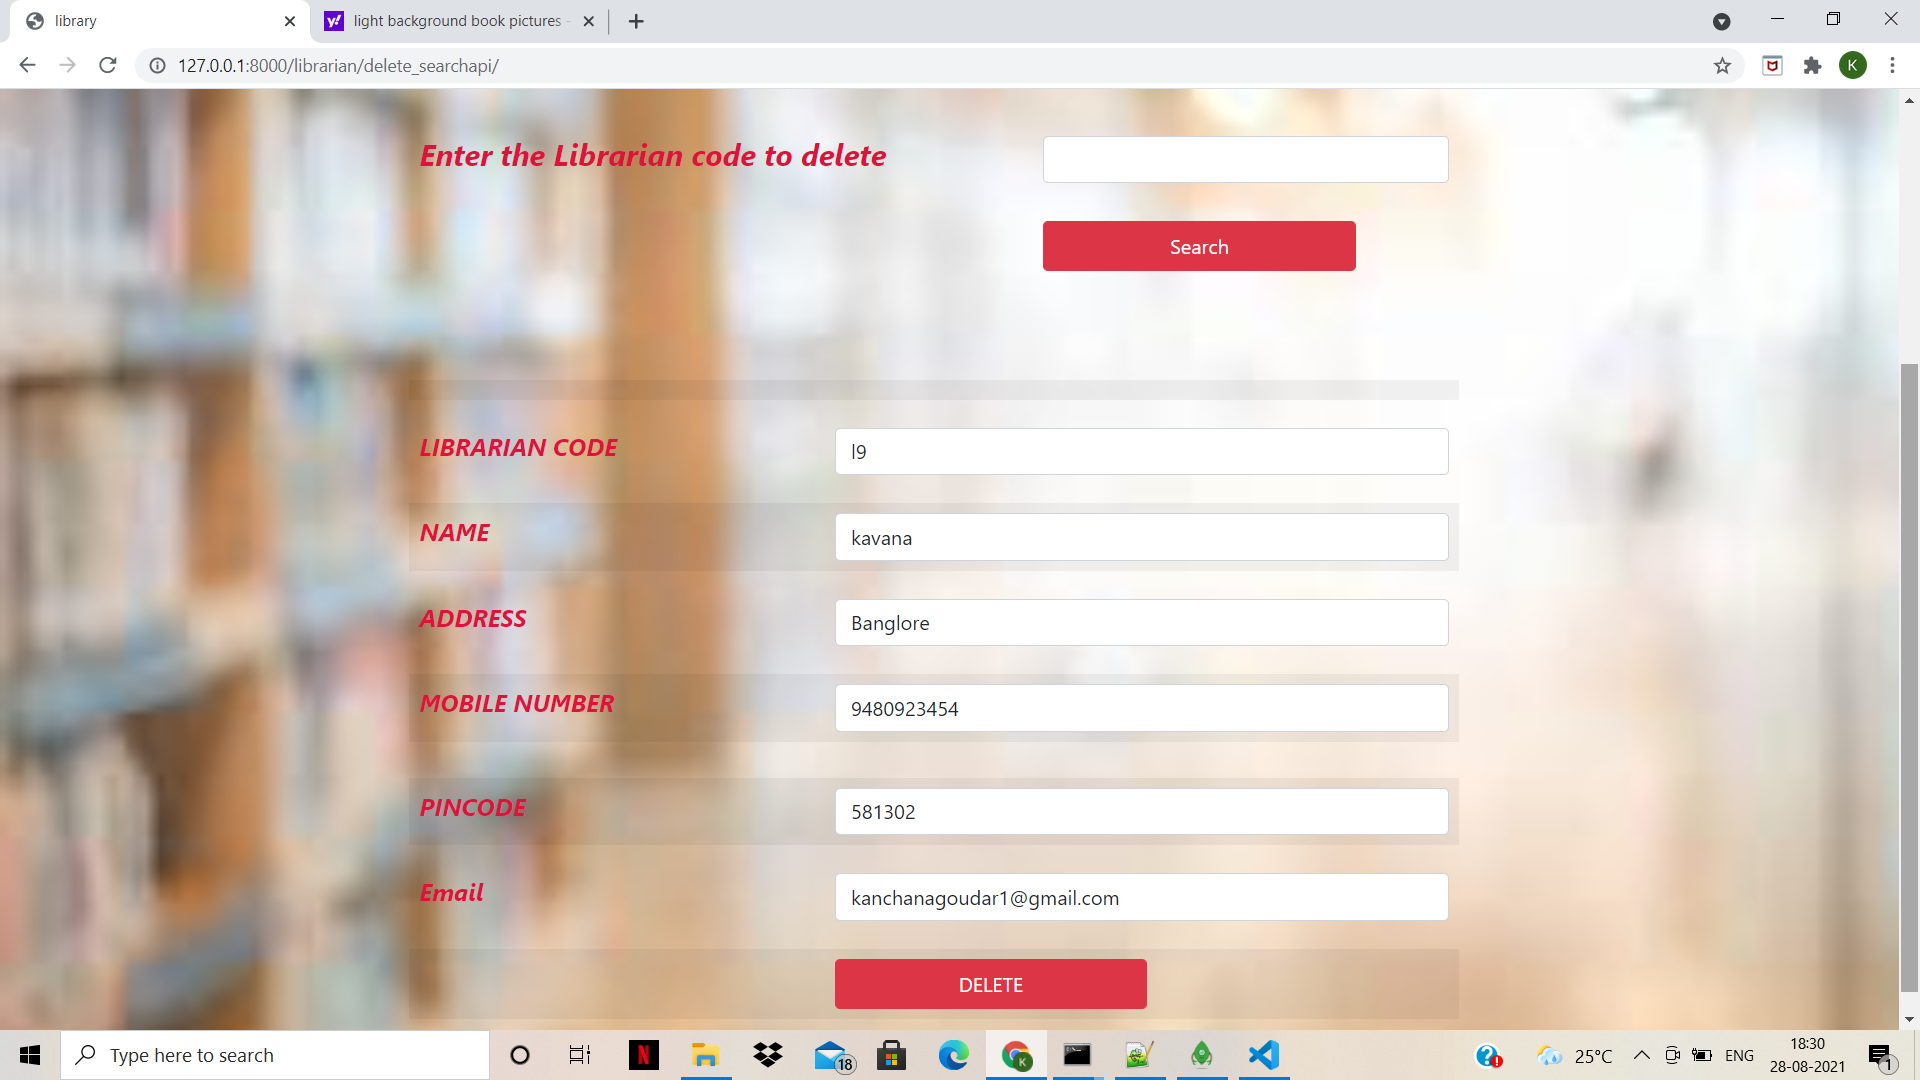 library
light background book pictures -
127.0.0.1:8000/librarian/delete_searchapi/
K
Enter the Librarian code to delete
Search
LIBRARIAN CODE
l9
NAME
kavana
ADDRESS
Banglore
MOBILE NUMBER
9480923454
PINCODE
581302
Email
kanchanagoudar1@gmail.com
DELETE
Type here to search
18
25°C
ENG
18:30
28-08-2021
1